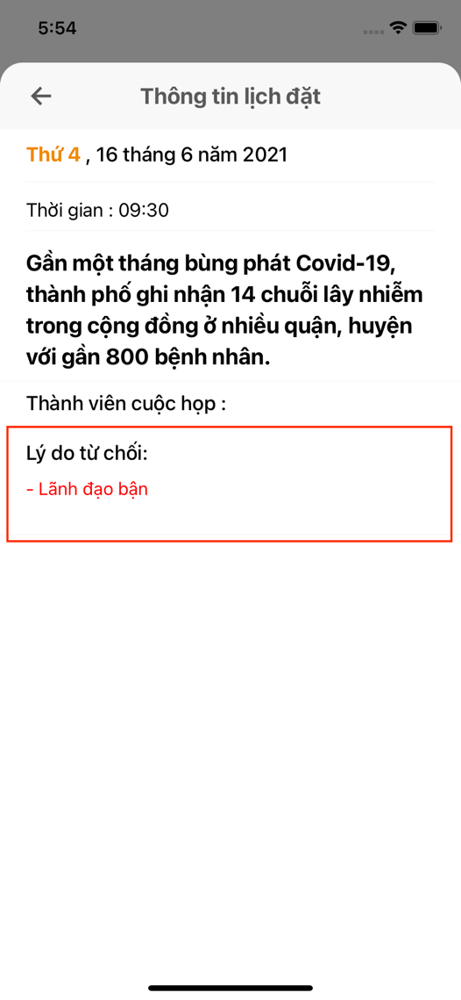 5:54
Thông tin lịch đặt
Thứ 4 , 16 tháng 6 năm 2021
Thời gian : 09:30
Gần một tháng bùng phát Covid-19,
thành phố ghi nhận 14 chuỗi lây nhiễm
trong cộng đồng ở nhiều quận, huyện
với gần 800 bệnh nhân.
Thành viên cuộc họp :
Lý do từ chối:
- Lãnh đạo bận